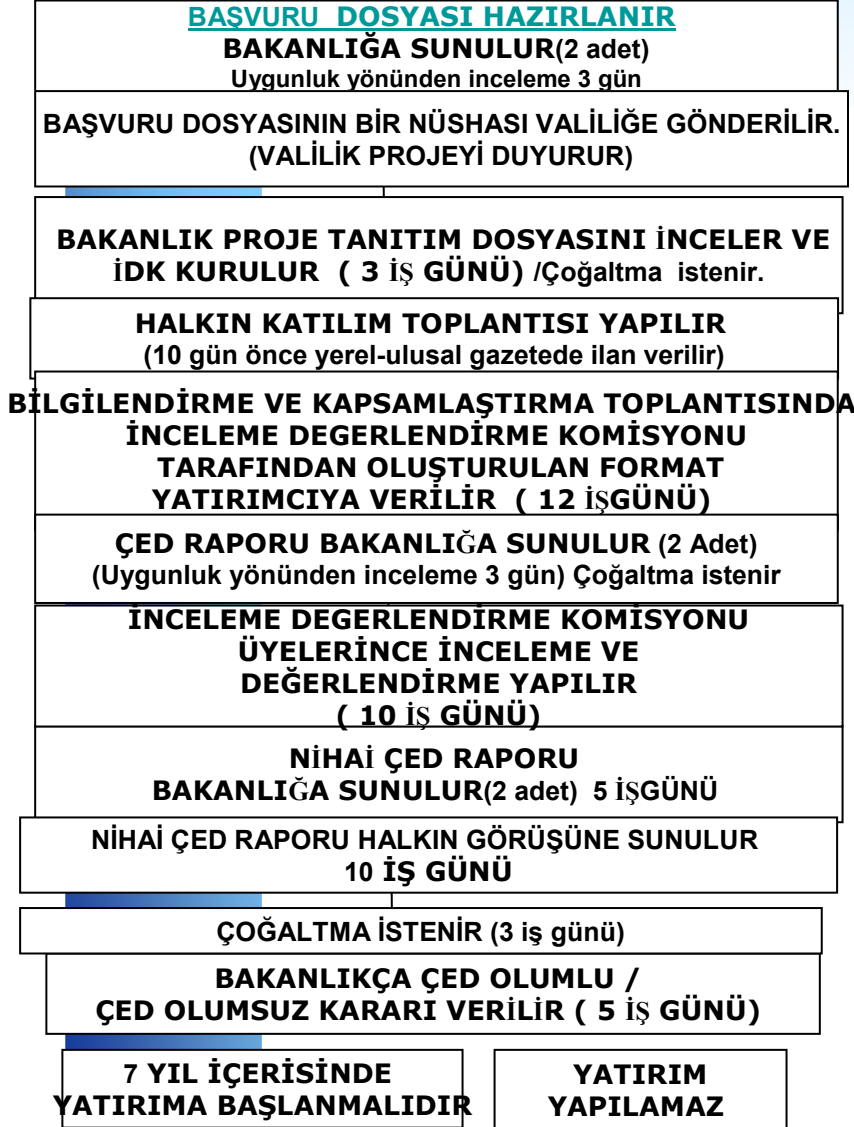 BAŞVURU DOSYASI HAZIRLANIR
BAKANLIĞA SUNULUR(2 adet)
Uygunluk yönünden inceleme 3 gün
BAŞVURU DOSYASININ BİR NÜSHASI VALİLİĞE GÖNDERİLİR.
(VALİLİK PROJEYİ DUYURUR)
BAKANLIK PROJE TANITIM DOSYASINI İNCELER VE
İDK KURULUR ( 3 İŞ GÜNÜ) /Çoğaltma istenir.
HALKIN KATILIM TOPLANTISI YAPILIR
(10 gün önce yerel-ulusal gazetede ilan verilir)
BİLGİLENDİRME VE KAPSAMLAŞTIRMA TOPLANTISINDA
İNCELEME DEGERLENDİRME KOMİSYONU
TARAFINDAN OLUŞTURULAN FORMAT
YATIRIMCIYA VERİLİR ( 12 İŞGÜNÜ)
ÇED RAPORU BAKANLIĞA SUNULUR (2 Adet)
(Uygunluk yönünden inceleme 3 gün) Çoğaltma istenir
İNCELEME DEGERLENDİRME KOMİSYONU
ÜYELERİNCE İNCELEME VE
DEĞERLENDİRME YAPILIR
( 10 İŞ GÜNÜ)
NİHAİ ÇED RAPORU
BAKANLIĞA SUNULUR(2 adet) 5 İŞGÜNÜ
NİHAİ ÇED RAPORU HALKIN GÖRÜŞÜNE SUNULUR
10 İŞ GÜNÜ
ÇOĞALTMA İSTENİR (3 iş günü)
BAKANLIKÇA ÇED OLUMLU /
ÇED OLUMSUZ KARARI VERİLİR ( 5 İŞ GÜNÜ)
7 YIL İÇERİSİNDE
YATIRIMA BAŞLANMALIDIR
YATIRIM
YAPILAMAZ